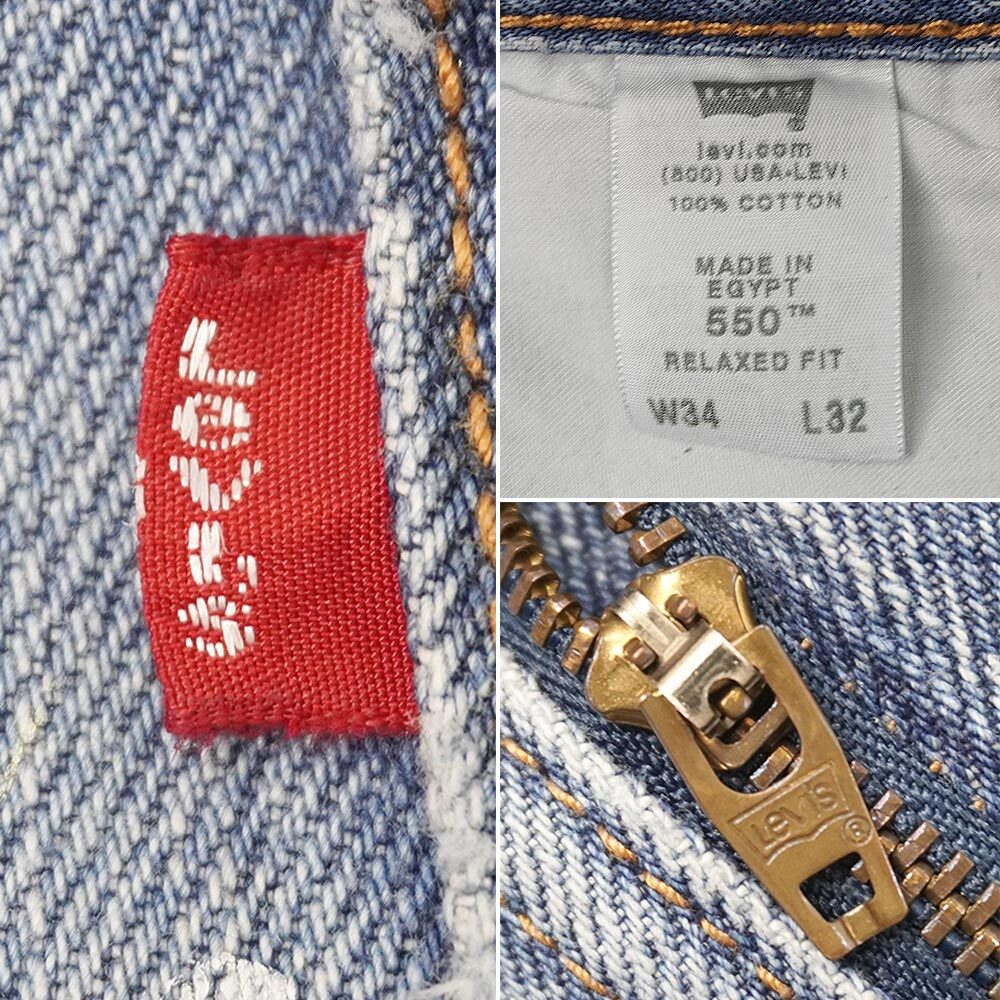 LEVI'S
LEVI'S
levi.com
(800) USA-LEVI
100% COTTON
MADE IN
EGYPT
550™
RELAXED FIT
W34 L32
LEVI'S®